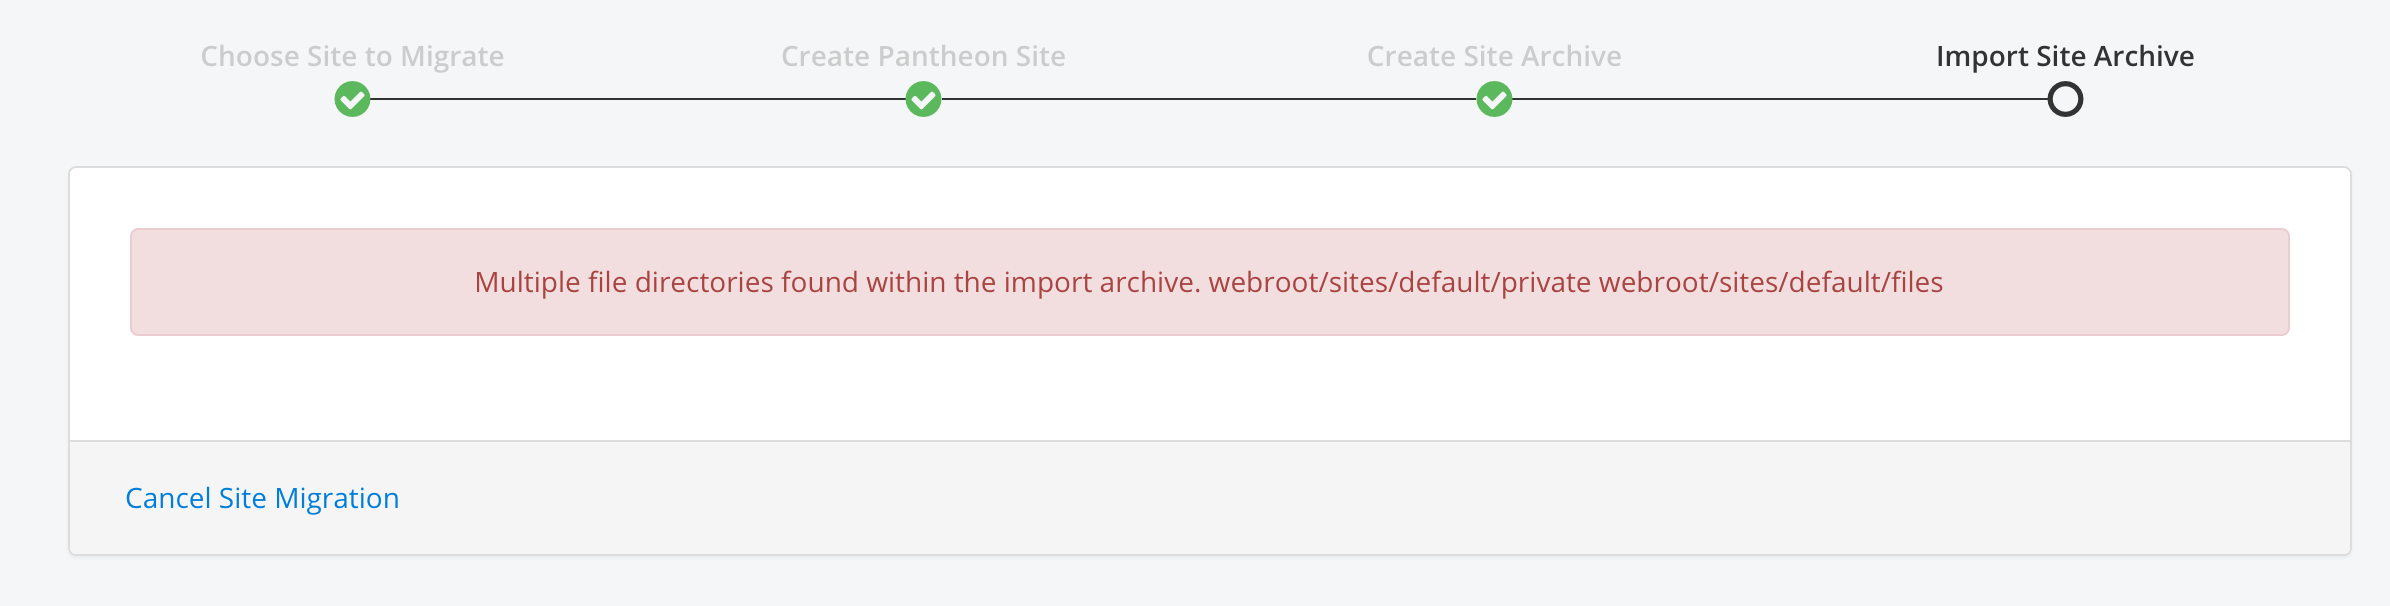 Choose Site to Migrate
Create Pantheon Site
Create Site Archive
Import Site Archive
Multiple file directories found within the import archive. webroot/sites/default/private webroot/sites/default/files
Cancel Site Migration